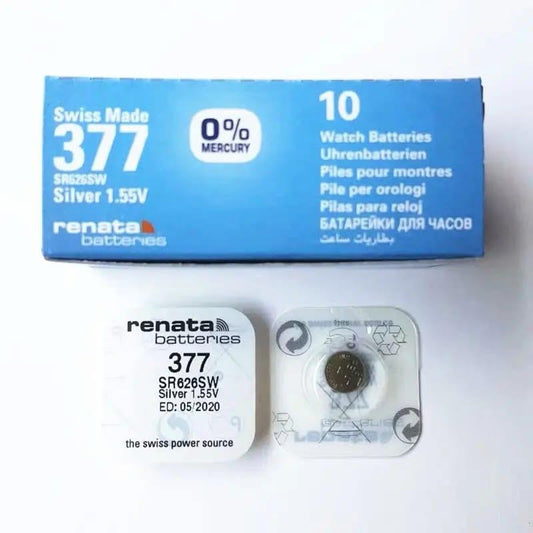 Swiss Made
377
SR626SW
Silver 1.55V
renata
batteries
0%
MERCURY
10
Watch Batteries
Uhrenbatterien
Piles pour montres
Pile per orologi
Pilas para reloj
БАТАРЕЙКИ ДЛЯ ЧАСОВ
بطاريات ساعت
renata
batteries
377
SR626SW
Silver 1.55V
ED: 05/2020
the swiss power source